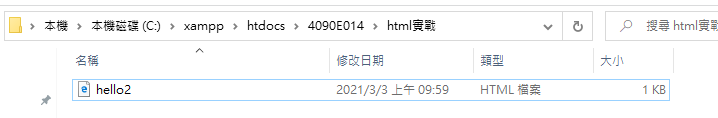 本機 > 本機磁碟 (C:) > xampp > htdocs > 4090E014 > html實戰 搜尋 html實戰
名稱 修改日期 類型 大小
hello2 2021/3/3 上午 09:59 HTML 檔案 1 KB